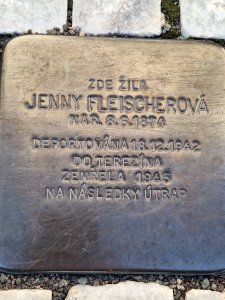 ZDE ŽILA
JENNY FLEISCHEROVÁ
NAR. 8.6.1874
DEPORTOVÁNA 18.12.1942
DO TEREZÍNA
ZEMŘELA 1945
NA NÁSLEDKY ÚTRAP